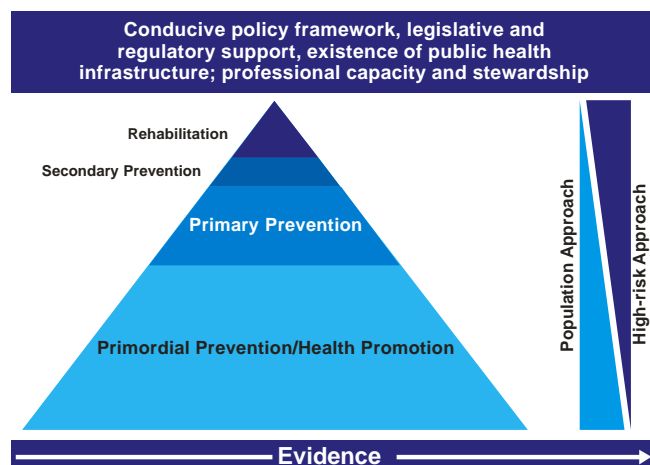 Conducive policy framework, legislative and
regulatory support, existence of public health
infrastructure; professional capacity and stewardship
Rehabilitation
Secondary Prevention
Primary Prevention
Primordial Prevention/Health Promotion
Population Approach
High-risk Approach
Evidence